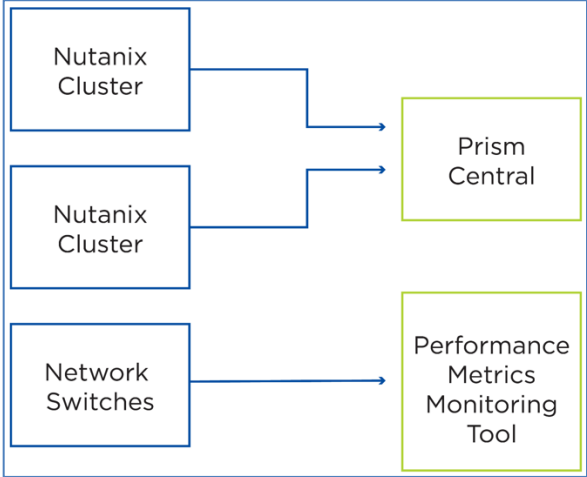 Nutanix
Cluster
Prism
Central
Nutanix
Cluster
Network
Switches
Performance
Metrics
Monitoring
Tool